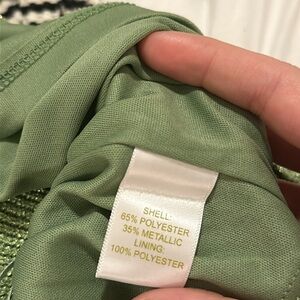 SHELL:
65% POLYESTER
35% METALLIC
LINING:
100% POLYESTER